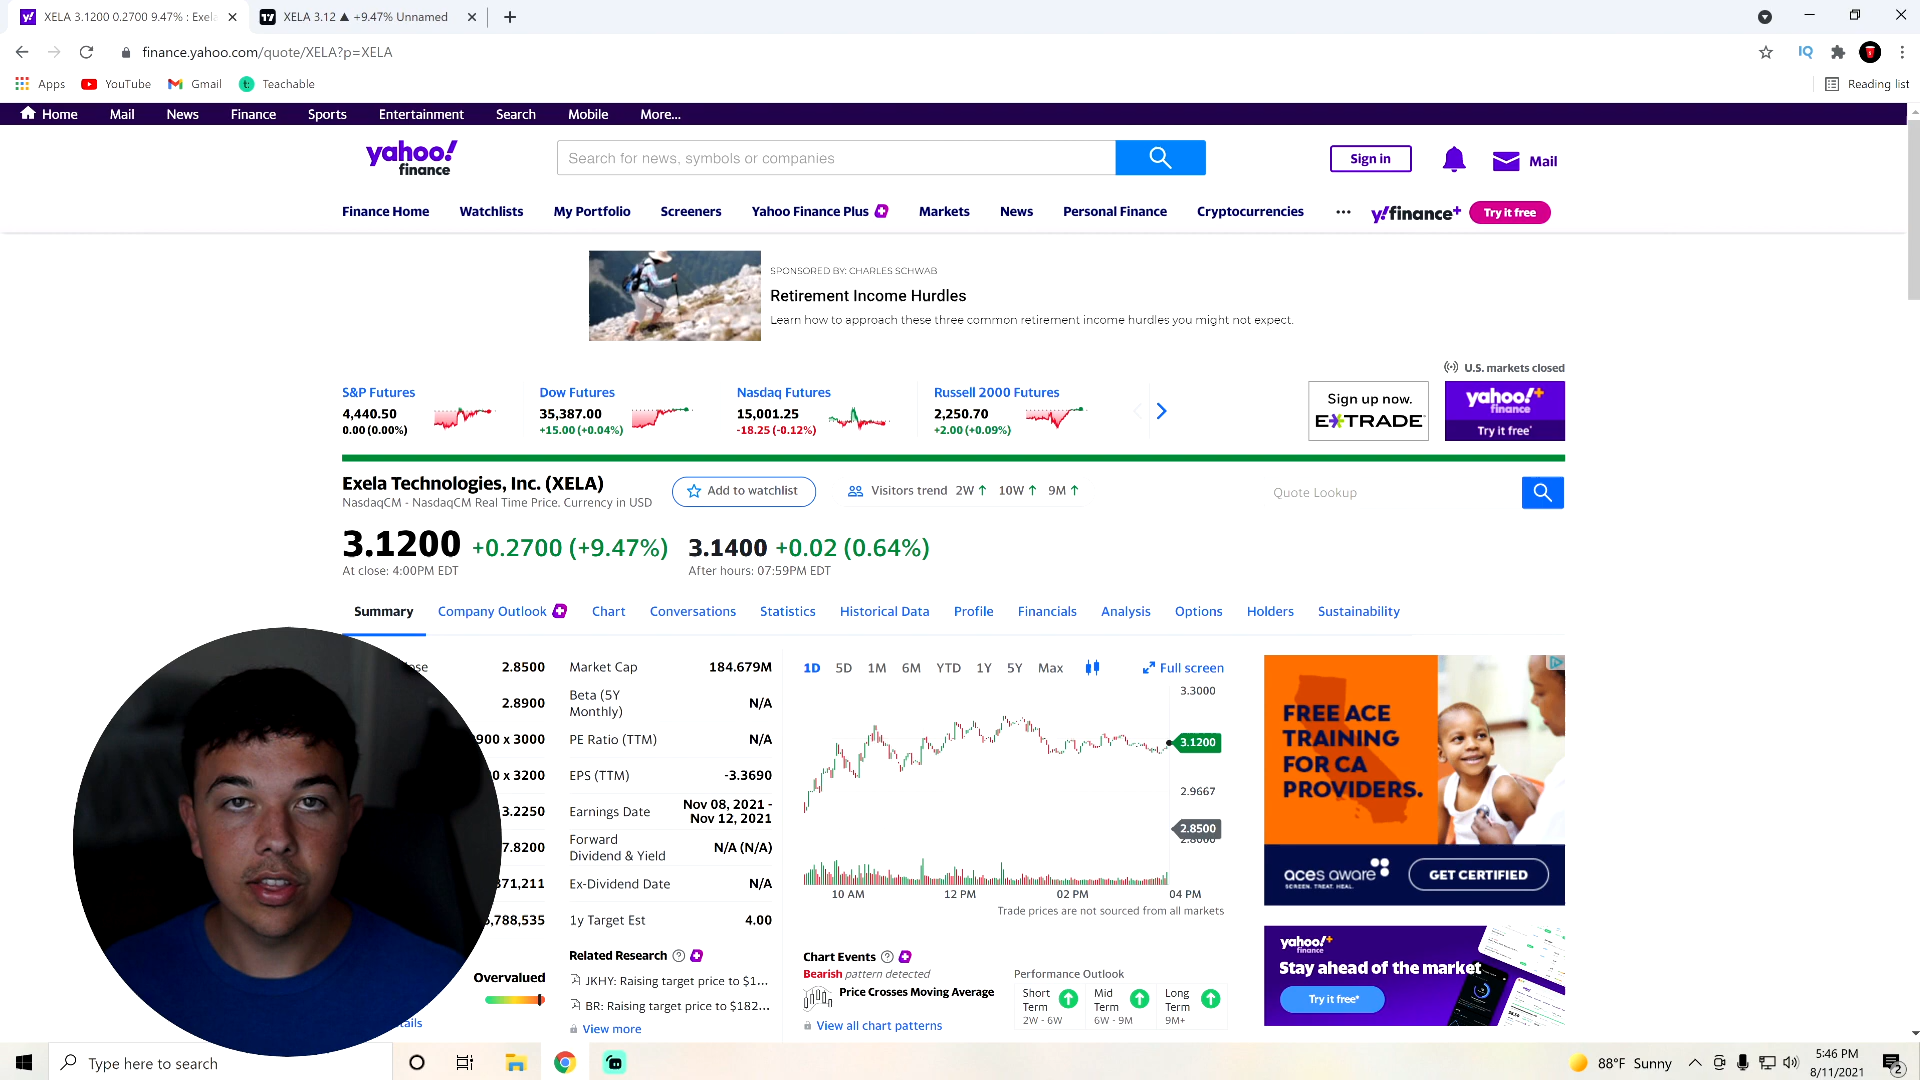 XELA 3.1200 0.2700 9.47% : Exela
XELA 3.12 ▲ +9.47% Unnamed
finance.yahoo.com/quote/XELA?p=XELA
IQ
Apps YouTube Gmail Teachable
Reading list
Home Mail News Finance Sports Entertainment Search Mobile More...
yahoo! finance
Search for news, symbols or companies
Sign in
Mail
Finance Home Watchlists My Portfolio Screeners Yahoo Finance Plus Markets News Personal Finance Cryptocurrencies ... y!finance+ Try it free
SPONSORED BY: CHARLES SCHWAB
Retirement Income Hurdles
Learn how to approach these three common retirement income hurdles you might not expect.
U.S. markets closed
S&P Futures
4,440.50
0.00 (0.00%)
Dow Futures
35,387.00
+15.00 (+0.04%)
Nasdaq Futures
15,001.25
-18.25 (-0.12%)
Russell 2000 Futures
2,250.70
+2.00 (+0.09%)
Sign up now.
E*TRADE
yahoo!+
finance
Try it free*
Exela Technologies, Inc. (XELA)
NasdaqCM - NasdaqCM Real Time Price. Currency in USD
Add to watchlist
Visitors trend 2W ↑ 10W ↑ 9M ↑
Quote Lookup
3.1200 +0.2700 (+9.47%)
At close: 4:00PM EDT
3.1400 +0.02 (0.64%)
After hours: 07:59PM EDT
Summary Company Outlook Chart Conversations Statistics Historical Data Profile Financials Analysis Options Holders Sustainability
2.8500
2.8900
900 x 3000
0 x 3200
3.2250
7.8200
371,211
,788,535
Overvalued
Market Cap 184.679M
Beta (5Y
Monthly) N/A
PE Ratio (TTM) N/A
EPS (TTM) -3.3690
Earnings Date Nov 08, 2021 -
Nov 12, 2021
Forward
Dividend & Yield N/A (N/A)
Ex-Dividend Date N/A
1y Target Est 4.00
Related Research
JKHY: Raising target price to $1...
BR: Raising target price to $182...
View more
1D 5D 1M 6M YTD 1Y 5Y Max
Full screen
3.3000
3.1200
2.9667
2.8500
10 AM 12 PM 02 PM 04 PM
Trade prices are not sourced from all markets
Chart Events
Bearish pattern detected
Price Crosses Moving Average
View all chart patterns
Performance Outlook
Short
Term
2W - 6W
Mid
Term
6W - 9M
Long
Term
9M+
FREE ACE
TRAINING
FOR CA
PROVIDERS.
aces aware
SCREEN. TREAT. HEAL.
GET CERTIFIED
yahoo!+
finance
Stay ahead of the market
Try it free*
Type here to search
88°F Sunny
5:46 PM
8/11/2021
2